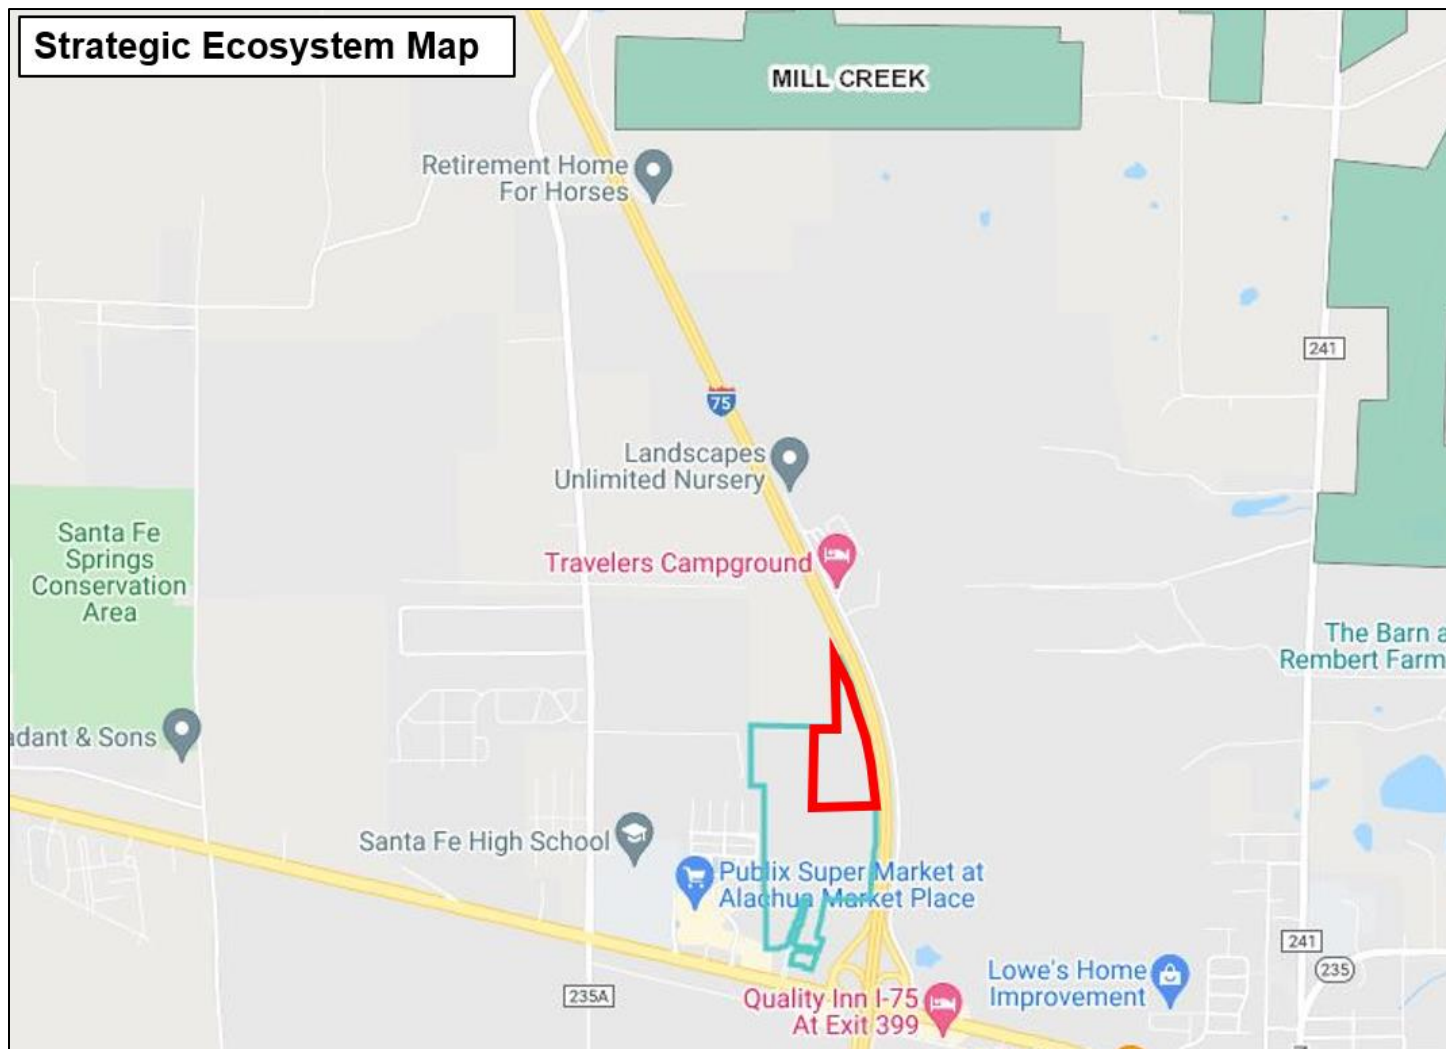 Strategic Ecosystem Map
MILL CREEK
Retirement Home
For Horses
241
75
Landscapes
Unlimited Nursery
Santa Fe
Springs
Conservation
Area
Travelers Campground
The Barn a
Rembert Farm
adant & Sons
Santa Fe High School
Publix Super Market at
Alachua Market Place
241
235
235A
Lowe's Home
Improvement
Quality Inn I-75
At Exit 399